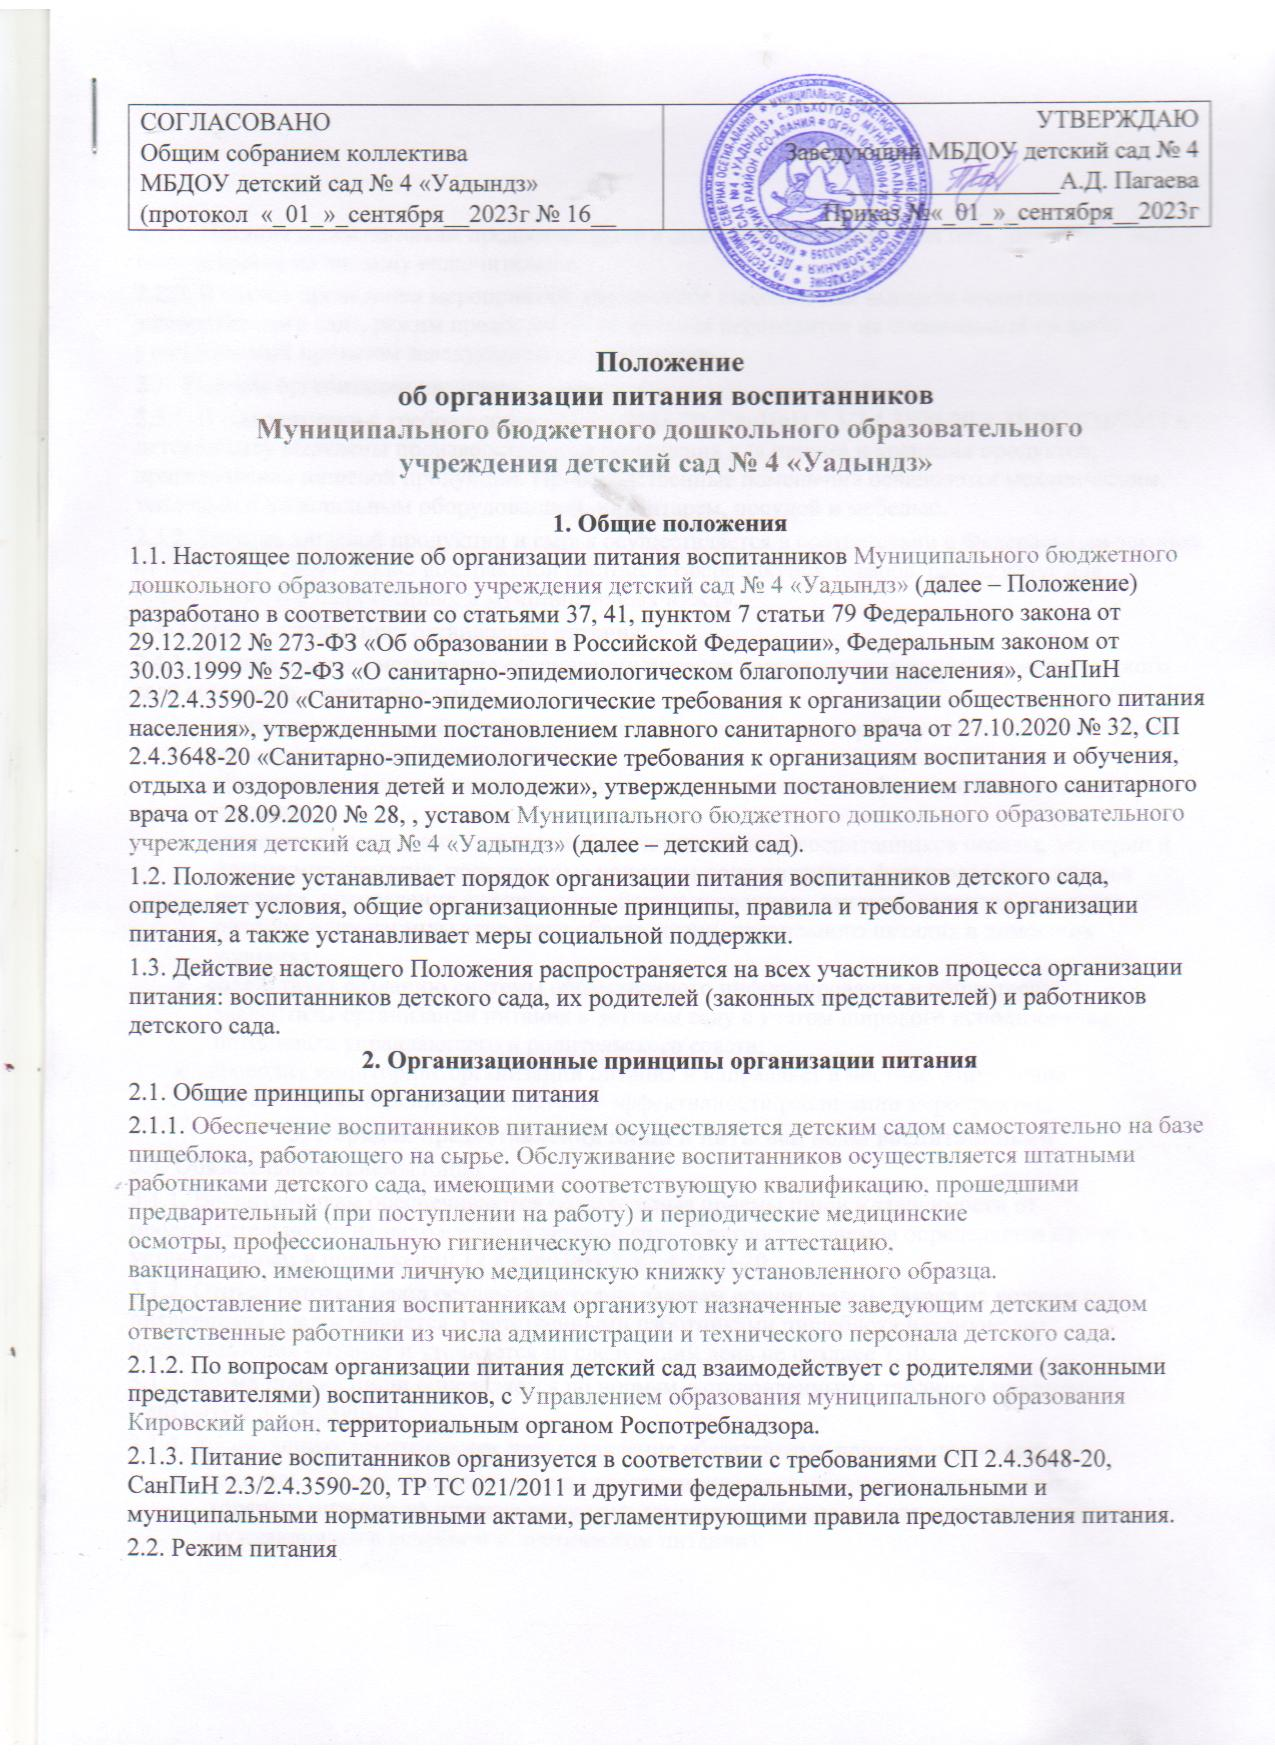 СОГЛАСОВАНО
Общим собранием коллектива
МБДОУ детский сад № 4 «Уадындз»
(протокол «_01_»_сентября__2023г № 16__
УТВЕРЖДАЮ
Заведующий МБДОУ детский сад № 4
А.Д. Пагаева
Приказ №«_01_»_сентября__2023г
Положение
об организации питания воспитанников
Муниципального бюджетного дошкольного образовательного
учреждения детский сад № 4 «Уадындз»
1. Общие положения
1.1. Настоящее положение об организации питания воспитанников Муниципального бюджетного
дошкольного образовательного учреждения детский сад № 4 «Уадындз» (далее – Положение)
разработано в соответствии со статьями 37, 41, пунктом 7 статьи 79 Федерального закона от
29.12.2012 № 273-ФЗ «Об образовании в Российской Федерации», Федеральным законом от
30.03.1999 № 52-ФЗ «О санитарно-эпидемиологическом благополучии населения», СанПиН
2.3/2.4.3590-20 «Санитарно-эпидемиологические требования к организации общественного питания
населения», утвержденными постановлением главного санитарного врача от 27.10.2020 № 32, СП
2.4.3648-20 «Санитарно-эпидемиологические требования к организациям воспитания и обучения,
отдыха и оздоровления детей и молодежи», утвержденными постановлением главного санитарного
врача от 28.09.2020 № 28, , уставом Муниципального бюджетного дошкольного образовательного
учреждения детский сад № 4 «Уадындз» (далее – детский сад).
1.2. Положение устанавливает порядок организации питания воспитанников детского сада,
определяет условия, общие организационные принципы, правила и требования к организации
питания, а также устанавливает меры социальной поддержки.
1.3. Действие настоящего Положения распространяется на всех участников процесса организации
питания: воспитанников детского сада, их родителей (законных представителей) и работников
детского сада.
2. Организационные принципы организации питания
2.1. Общие принципы организации питания
2.1.1. Обеспечение воспитанников питанием осуществляется детским садом самостоятельно на базе
пищеблока, работающего на сырье. Обслуживание воспитанников осуществляется штатными
работниками детского сада, имеющими соответствующую квалификацию, прошедшими
предварительный (при поступлении на работу) и периодические медицинские
осмотры, профессиональную гигиеническую подготовку и аттестацию,
вакцинацию, имеющими личную медицинскую книжку установленного образца.
Предоставление питания воспитанникам организуют назначенные заведующим детским садом
ответственные работники из числа администрации и технического персонала детского сада.
2.1.2. По вопросам организации питания детский сад взаимодействует с родителями (законными
представителями) воспитанников, с Управлением образования муниципального образования
Кировский район, территориальным органом Роспотребнадзора.
2.1.3. Питание воспитанников организуется в соответствии с требованиями СП 2.4.3648-20,
СанПиН 2.3/2.4.3590-20, ТР ТС 021/2011 и другими федеральными, региональными и
муниципальными нормативными актами, регламентирующими правила предоставления питания.
2.2. Режим питания